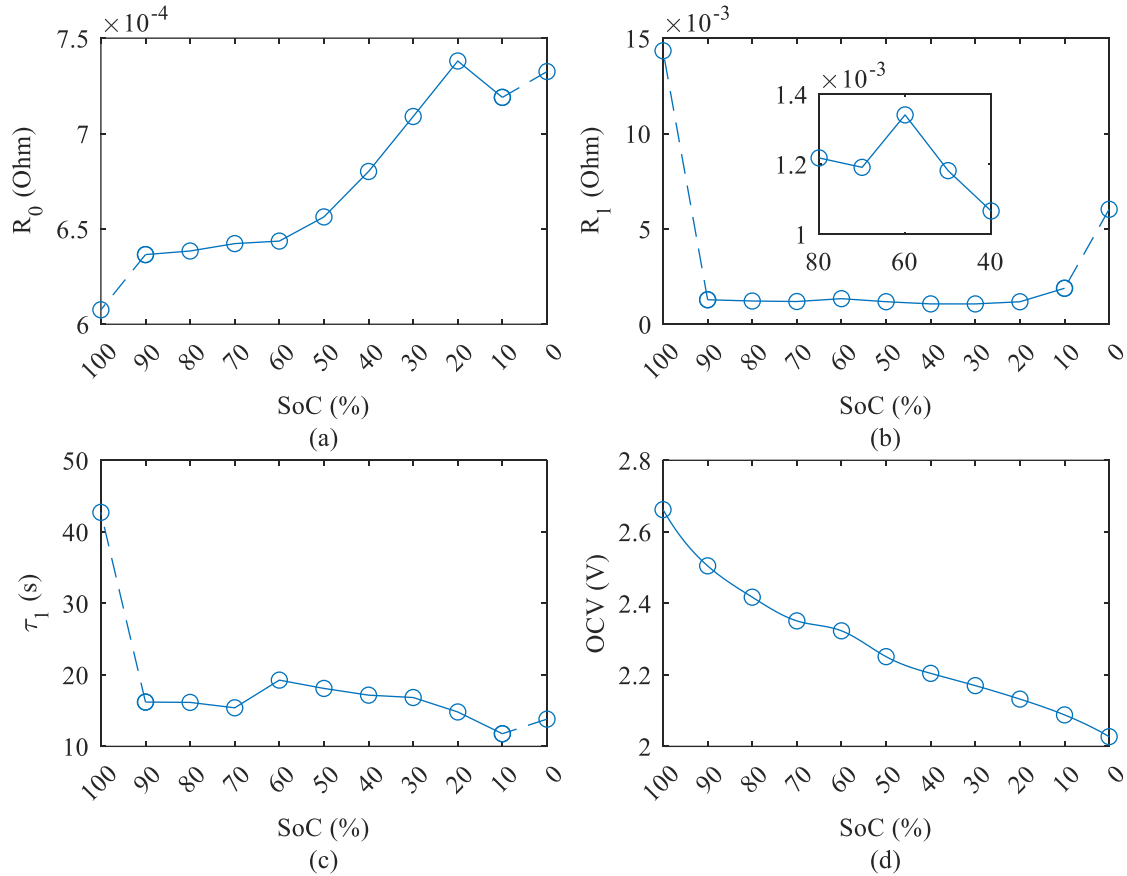 ×10⁻⁴
7.5
7
6.5
6
R₀ (Ohm)
100 90 80 70 60 50 40 30 20 10 0
SoC (%)
(a)
×10⁻³
15
10
5
0
R₁ (Ohm)
×10⁻³
1.4
1.2
1
80 60 40
100 90 80 70 60 50 40 30 20 10 0
SoC (%)
(b)
50
40
30
20
10
τ₁ (s)
100 90 80 70 60 50 40 30 20 10 0
SoC (%)
(c)
2.8
2.6
2.4
2.2
2
OCV (V)
100 90 80 70 60 50 40 30 20 10 0
SoC (%)
(d)